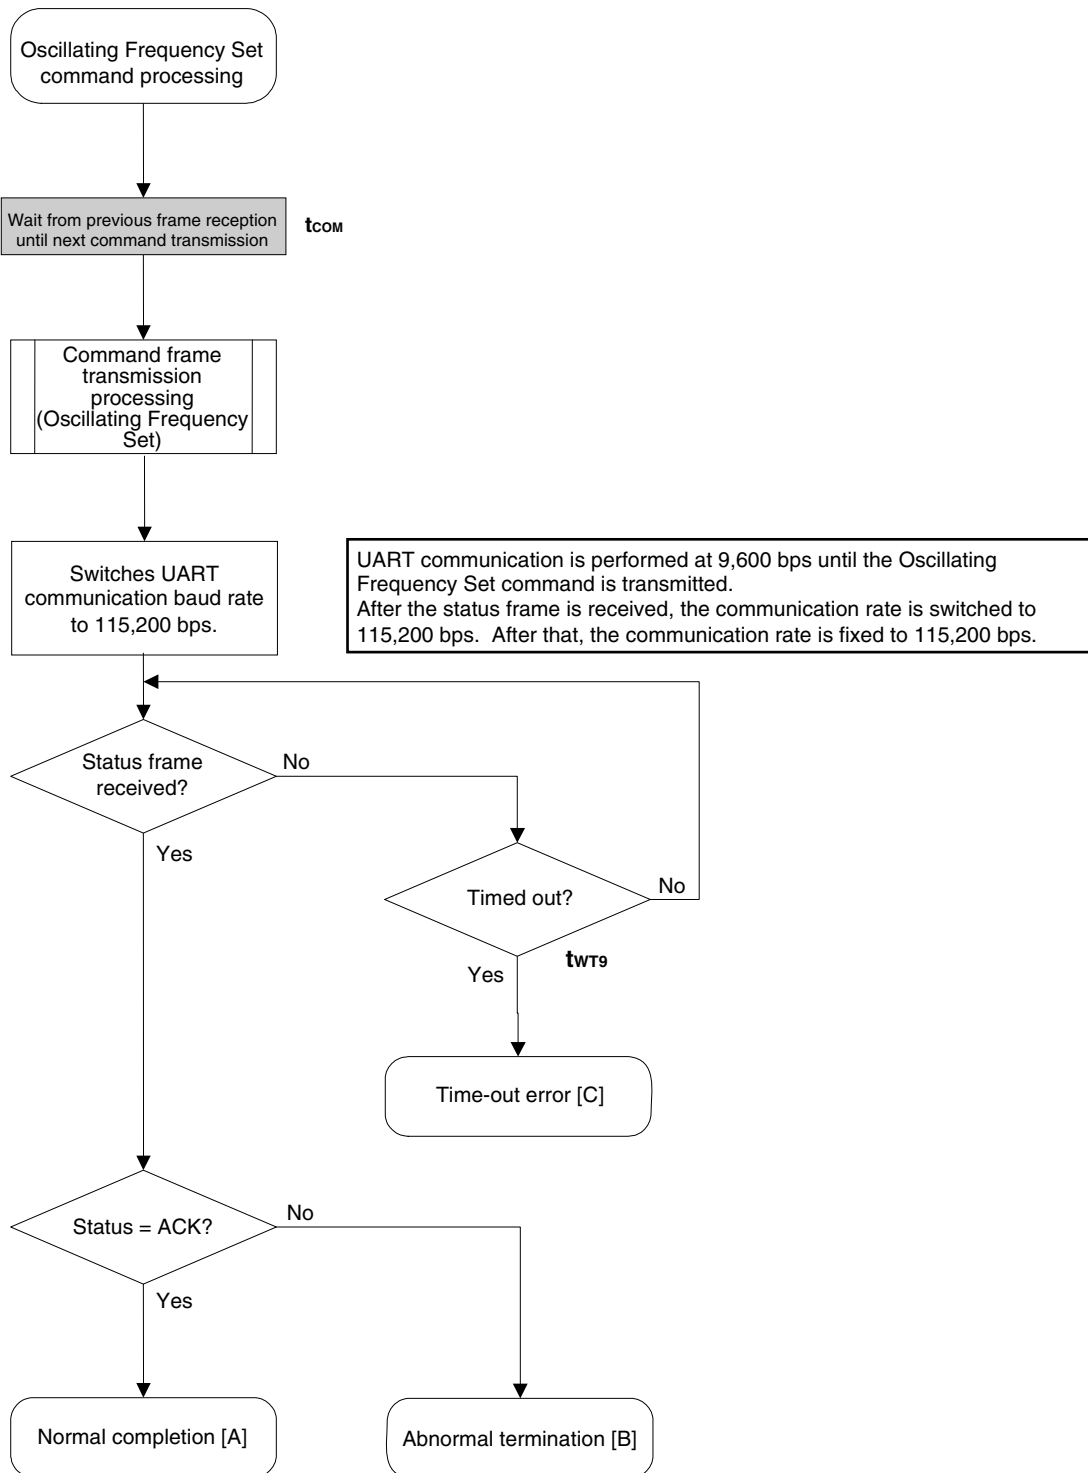 Oscillating Frequency Set
command processing
Wait from previous frame reception
until next command transmission
tCOM
Command frame
transmission
processing
(Oscillating Frequency
Set)
Switches UART
communication baud rate
to 115,200 bps.
UART communication is performed at 9,600 bps until the Oscillating
Frequency Set command is transmitted.
After the status frame is received, the communication rate is switched to
115,200 bps.  After that, the communication rate is fixed to 115,200 bps.
Status frame
received?
No
Yes
Timed out?
No
tWT9
Yes
Time-out error [C]
Status = ACK?
No
Yes
Normal completion [A]
Abnormal termination [B]